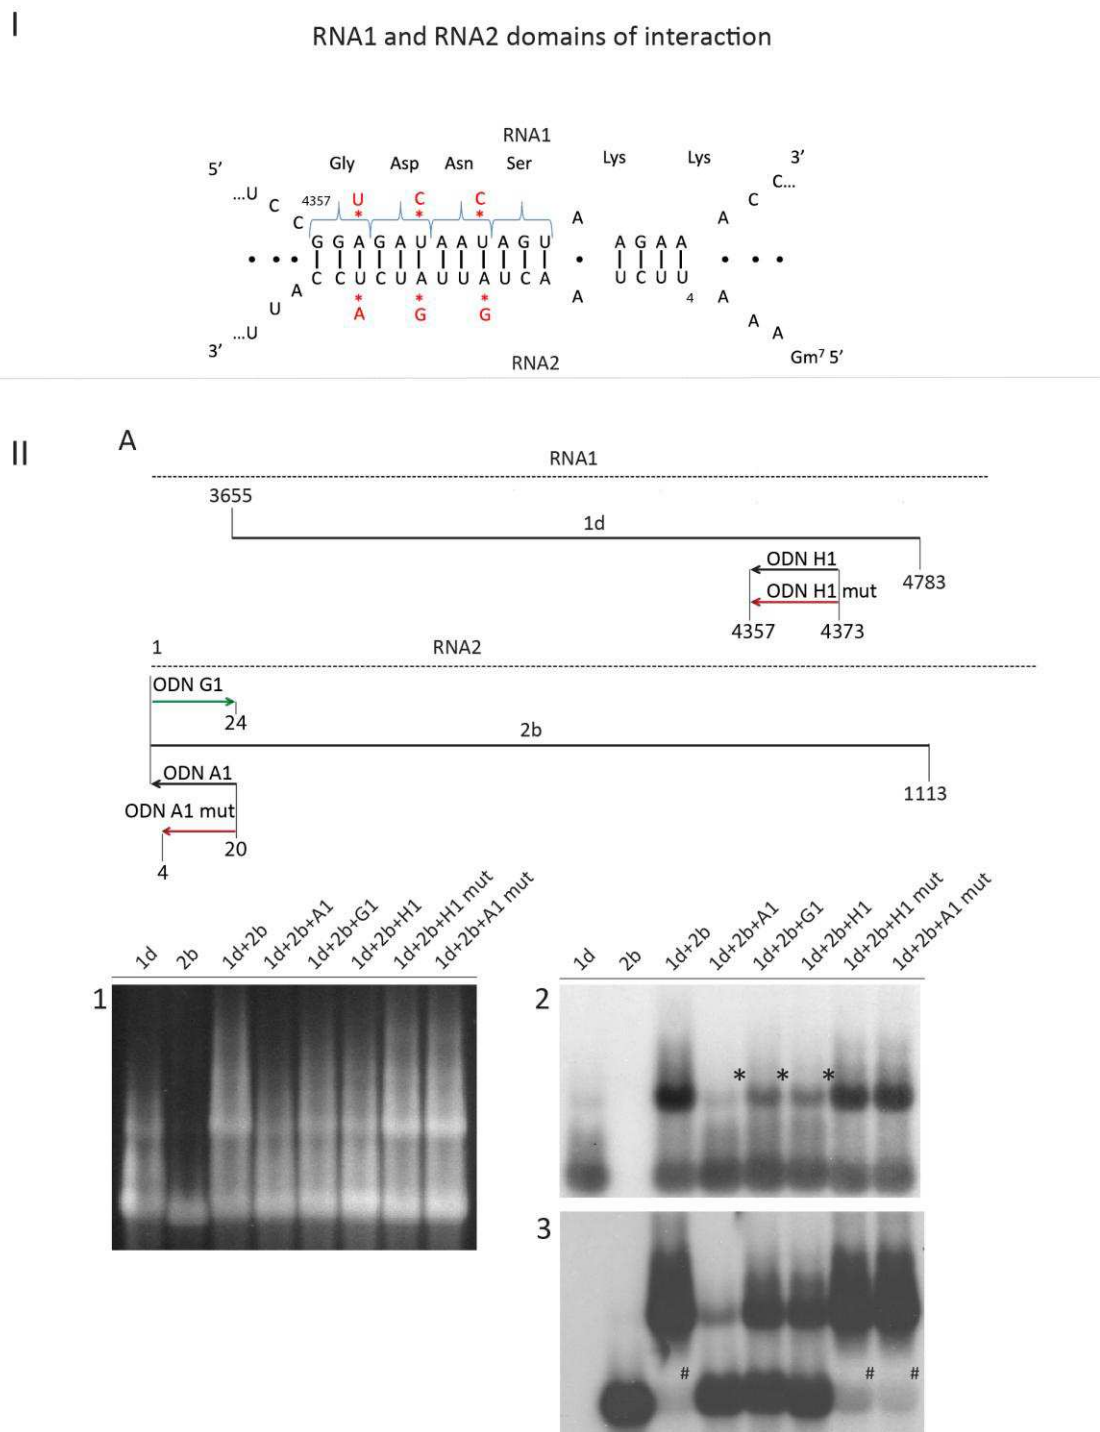 I
RNA1 and RNA2 domains of interaction
RNA1
5’ Gly Asp Asn Ser Lys Lys 3’
...U C C 4357 U C C A A C C...
* * *
G G A G A U A A U A G U A G A A
C C U C U A U U A U C A U C U U
* * * 4
A G G
...U U A A A A A
3’ RNA2 Gm7 5’
II
A
RNA1
3655
1d
ODN H1
4783
ODN H1 mut
4357 4373
1 RNA2
ODN G1
24
2b
ODN A1
1113
ODN A1 mut
20
4
1d 2b 1d+2b 1d+2b+A1 1d+2b+G1 1d+2b+H1 1d+2b+H1 mut 1d+2b+A1 mut
1d 2b 1d+2b 1d+2b+A1 1d+2b+G1 1d+2b+H1 1d+2b+H1 mut 1d+2b+A1 mut
1
2
* * *
3
# # #